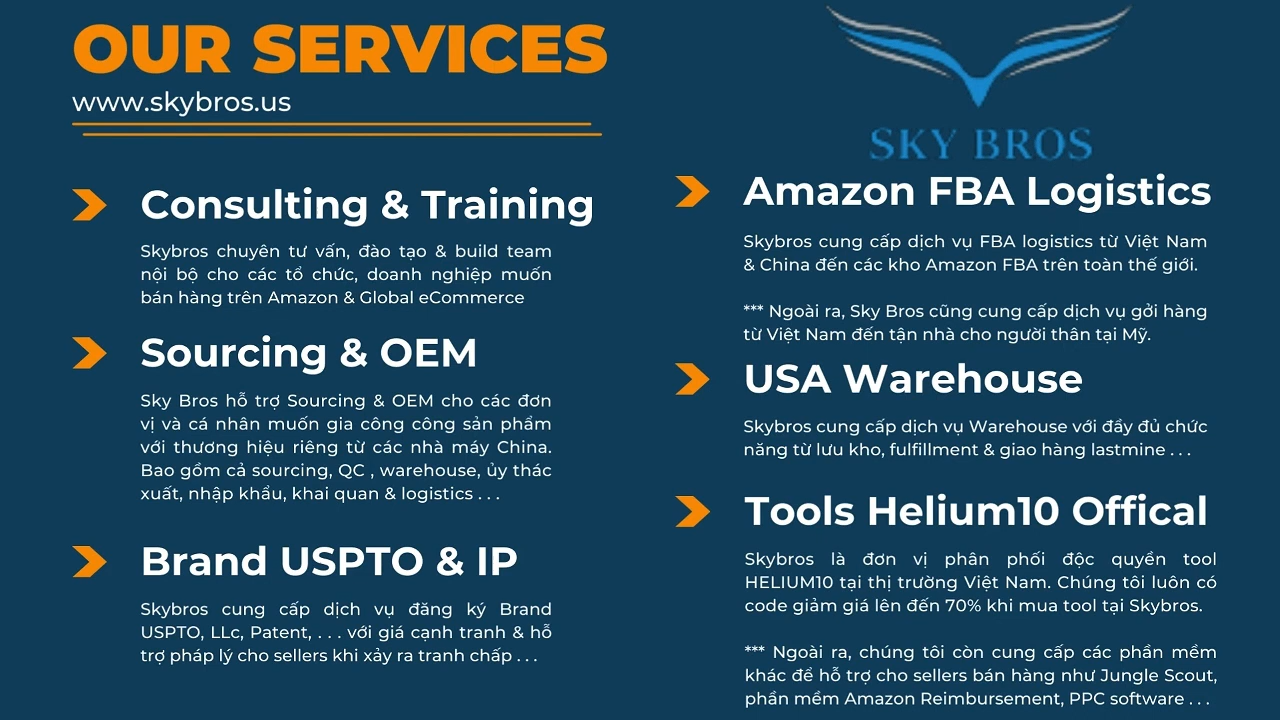 OUR SERVICES
www.skybros.us
SKY BROS
Consulting & Training
Skybros chuyên tư vấn, đào tạo & build team
nội bộ cho các tổ chức, doanh nghiệp muốn
bán hàng trên Amazon & Global eCommerce
Sourcing & OEM
Sky Bros hỗ trợ Sourcing & OEM cho các đơn
vị và cá nhân muốn gia công công sản phẩm
với thương hiệu riêng từ các nhà máy China.
Bao gồm cả sourcing, QC , warehouse, ủy thác
xuất, nhập khẩu, khai quan & logistics . . .
Brand USPTO & IP
Skybros cung cấp dịch vụ đăng ký Brand
USPTO, LLc, Patent, . . . với giá cạnh tranh & hỗ
trợ pháp lý cho sellers khi xảy ra tranh chấp . . .
Amazon FBA Logistics
Skybros cung cấp dịch vụ FBA logistics từ Việt Nam
& China đến các kho Amazon FBA trên toàn thế giới.
*** Ngoài ra, Sky Bros cũng cung cấp dịch vụ gởi hàng
từ Việt Nam đến tận nhà cho người thân tại Mỹ.
USA Warehouse
Skybros cung cấp dịch vụ Warehouse với đầy đủ chức
năng từ lưu kho, fulfillment & giao hàng lastmine . . .
Tools Helium10 Offical
Skybros là đơn vị phân phối độc quyền tool
HELIUM10 tại thị trường Việt Nam. Chúng tôi luôn có
code giảm giá lên đến 70% khi mua tool tại Skybros.
*** Ngoài ra, chúng tôi còn cung cấp các phần mềm
khác để hỗ trợ cho sellers bán hàng như Jungle Scout,
phần mềm Amazon Reimbursement, PPC software . . .